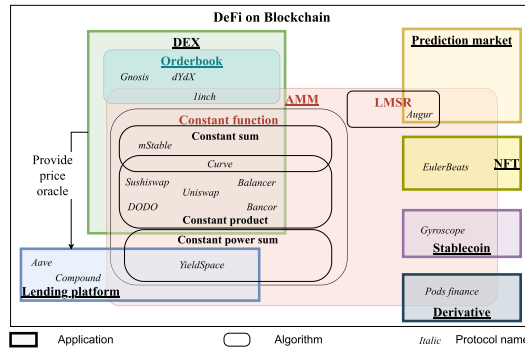 DeFi on Blockchain
DEX
Orderbook
Gnosis dYdX
1inch
Prediction market
AMM
LMSR
Augur
Constant function
Constant sum
mStable
Curve
Sushiswap Uniswap Balancer
DODO Bancor
Constant product
Constant power sum
YieldSpace
Provide
price
oracle
EulerBeats
NFT
Gyroscope
Stablecoin
Aave
Compound
Lending platform
Pods finance
Derivative
Application
Algorithm
Italic Protocol name